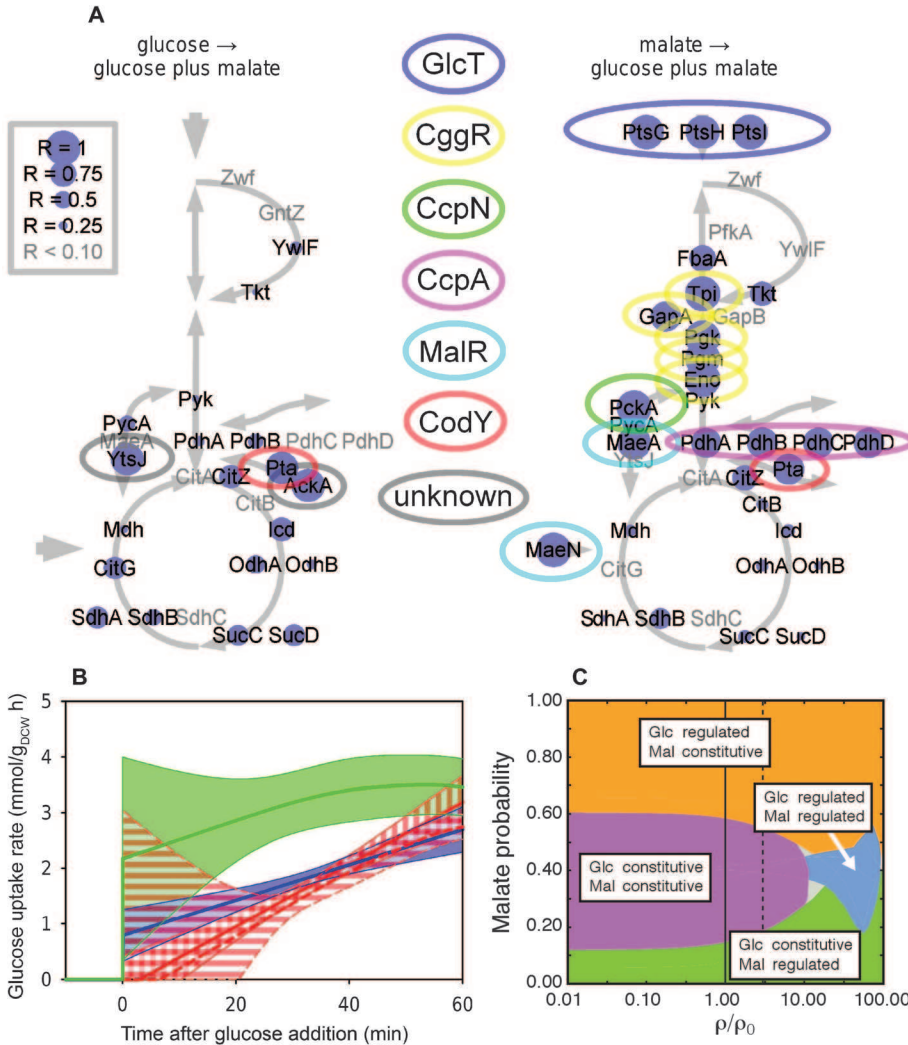 A
glucose →
glucose plus malate
R = 1
R = 0.75
R = 0.5
R = 0.25
R < 0.10
Zwf
GntZ
YwlF
Tkt
Pyk
PycA
MaeA
YtsJ
PdhA PdhB PdhC PdhD
CitA
CitZ
Pta
AckA
CitB
Mdh
Icd
CitG
OdhA OdhB
SdhA SdhB SdhC
SucC SucD
GlcT
CggR
CcpN
CcpA
MalR
CodY
unknown
malate →
glucose plus malate
PtsG PtsH PtsI
Zwf
PfkA
YwlF
FbaA
Tpi
Tkt
GapA
GapB
Pgk
Pgm
Eno
Pyk
PckA
PycA
MaeA
YtsJ
PdhA PdhB PdhC PdhD
CitA
CitZ
Pta
CitB
Mdh
Icd
MaeN
CitG
OdhA OdhB
SdhA SdhB SdhC
SucC SucD
B
Glucose uptake rate (mmol/gDCW h)
5
4
3
2
1
0
0 20 40 60
Time after glucose addition (min)
C
Malate probability
1.00
0.80
0.60
0.40
0.20
0.00
Glc regulated
Mal constitutive
Glc regulated
Mal regulated
Glc constitutive
Mal constitutive
Glc constitutive
Mal regulated
0.01 0.10 1.00 10.00 100.00
ρ/ρ0